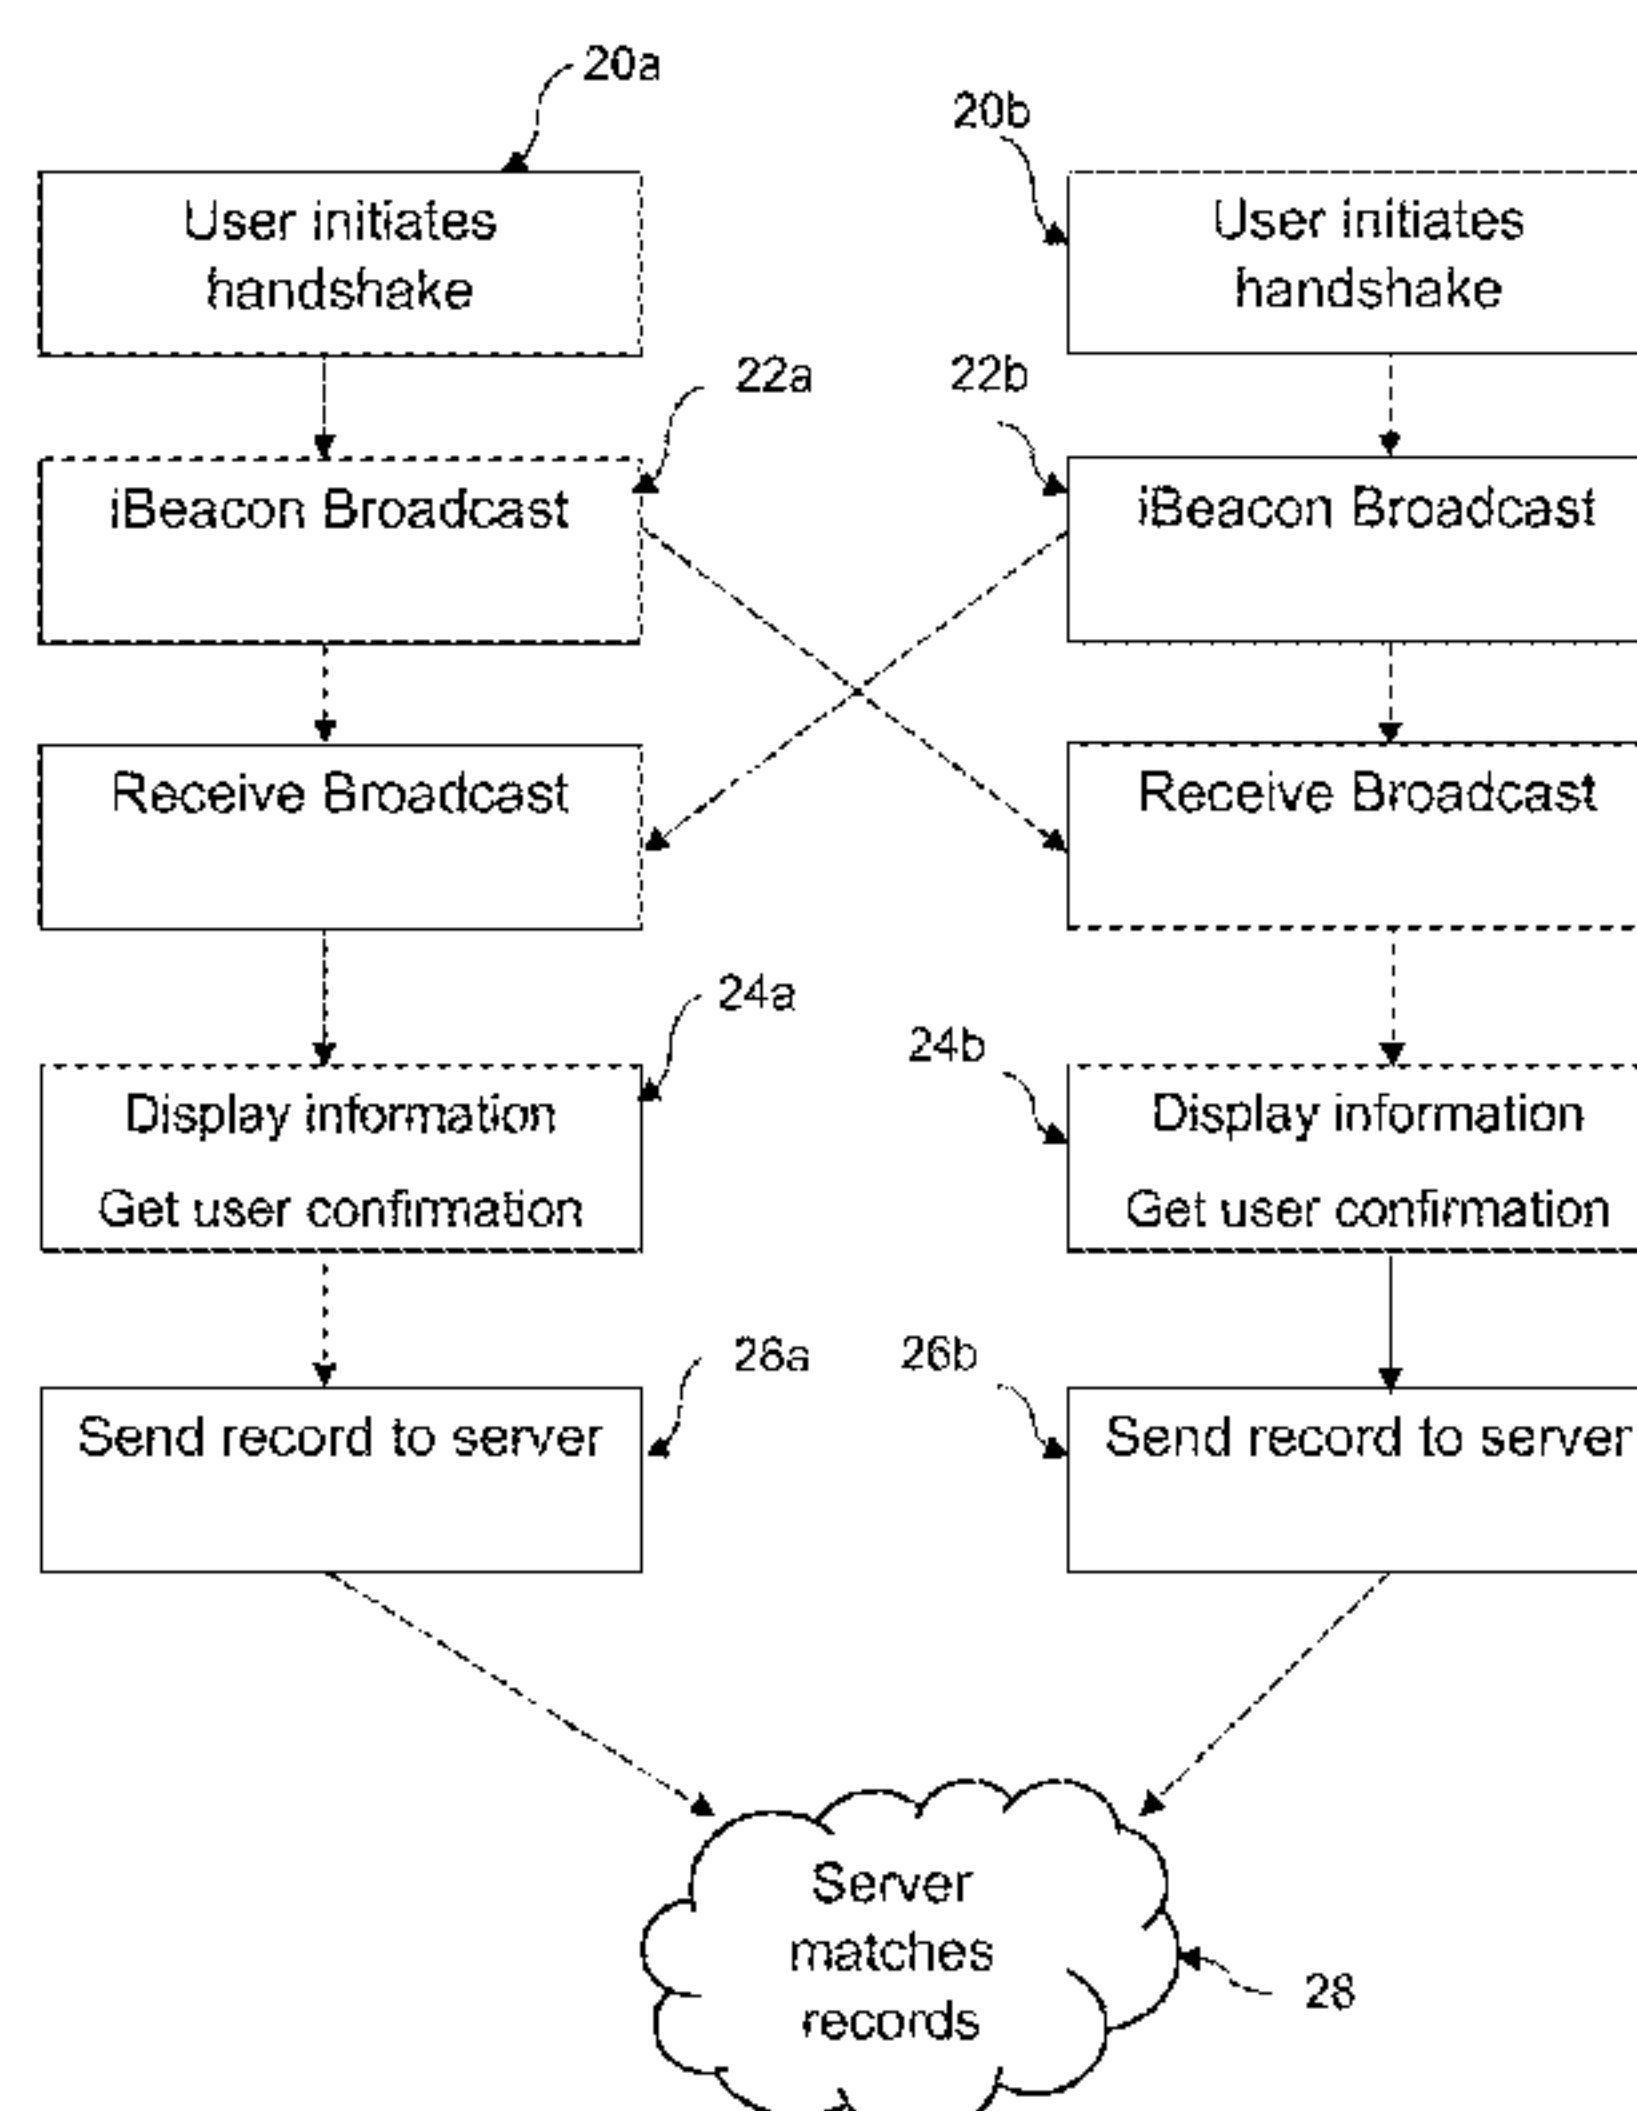 20a
20b
User initiates
handshake
User initiates
handshake
22a
22b
iBeacon Broadcast
iBeacon Broadcast
Receive Broadcast
Receive Broadcast
24a
24b
Display information
Get user confirmation
Display information
Get user confirmation
26a
26b
Send record to server
Send record to server
Server
matches
records
28